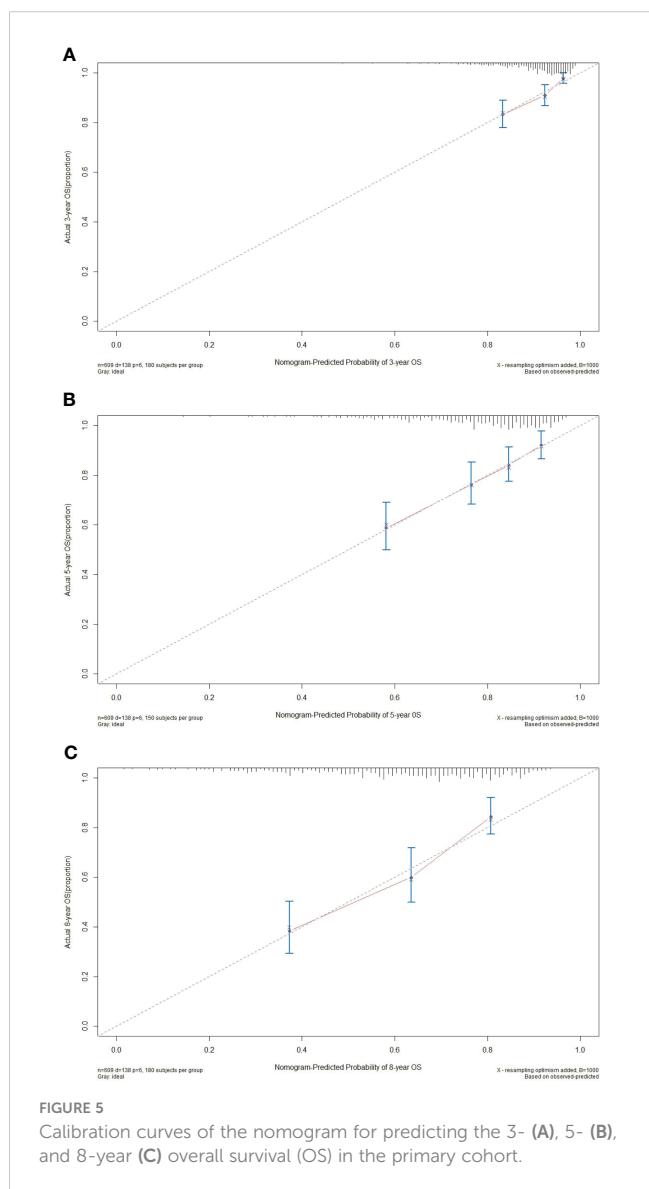 A
Actual 3-year OS(proportion)
1.0
0.8
0.6
0.4
0.2
0.0
0.0 0.2 0.4 0.6 0.8 1.0
Nomogram-Predicted Probability of 3-year OS
n=609 d=138 p=6, 180 subjects per group
Gray: ideal
X - resampling optimism added, B=1000
Based on observed-predicted
B
Actual 5-year OS(proportion)
1.0
0.8
0.6
0.4
0.2
0.0
0.0 0.2 0.4 0.6 0.8 1.0
Nomogram-Predicted Probability of 5-year OS
n=609 d=138 p=6, 150 subjects per group
Gray: ideal
X - resampling optimism added, B=1000
Based on observed-predicted
C
Actual 8-year OS(proportion)
1.0
0.8
0.6
0.4
0.2
0.0
0.0 0.2 0.4 0.6 0.8 1.0
Nomogram-Predicted Probability of 8-year OS
n=609 d=138 p=6, 180 subjects per group
Gray: ideal
X - resampling optimism added, B=1000
Based on observed-predicted
FIGURE 5
Calibration curves of the nomogram for predicting the 3- (A), 5- (B),
and 8-year (C) overall survival (OS) in the primary cohort.